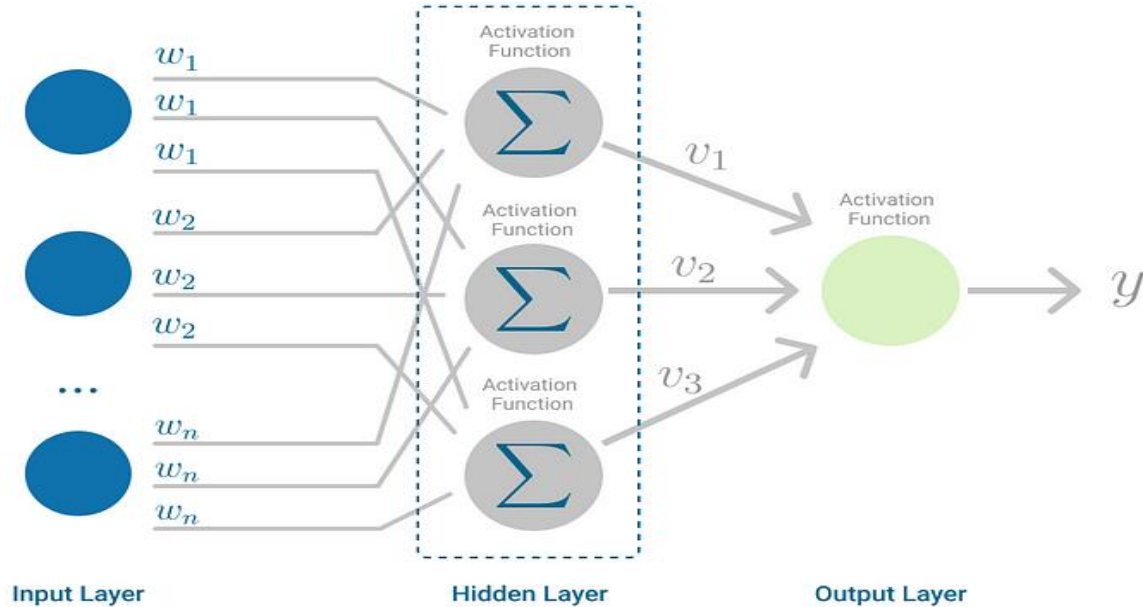 Activation
Function
w₁
w₁
w₁
Σ
v₁
w₂
w₂
w₂
Activation
Function
Σ
v₂
Activation
Function
y
...
wₙ
wₙ
wₙ
Activation
Function
Σ
v₃
Input Layer
Hidden Layer
Output Layer